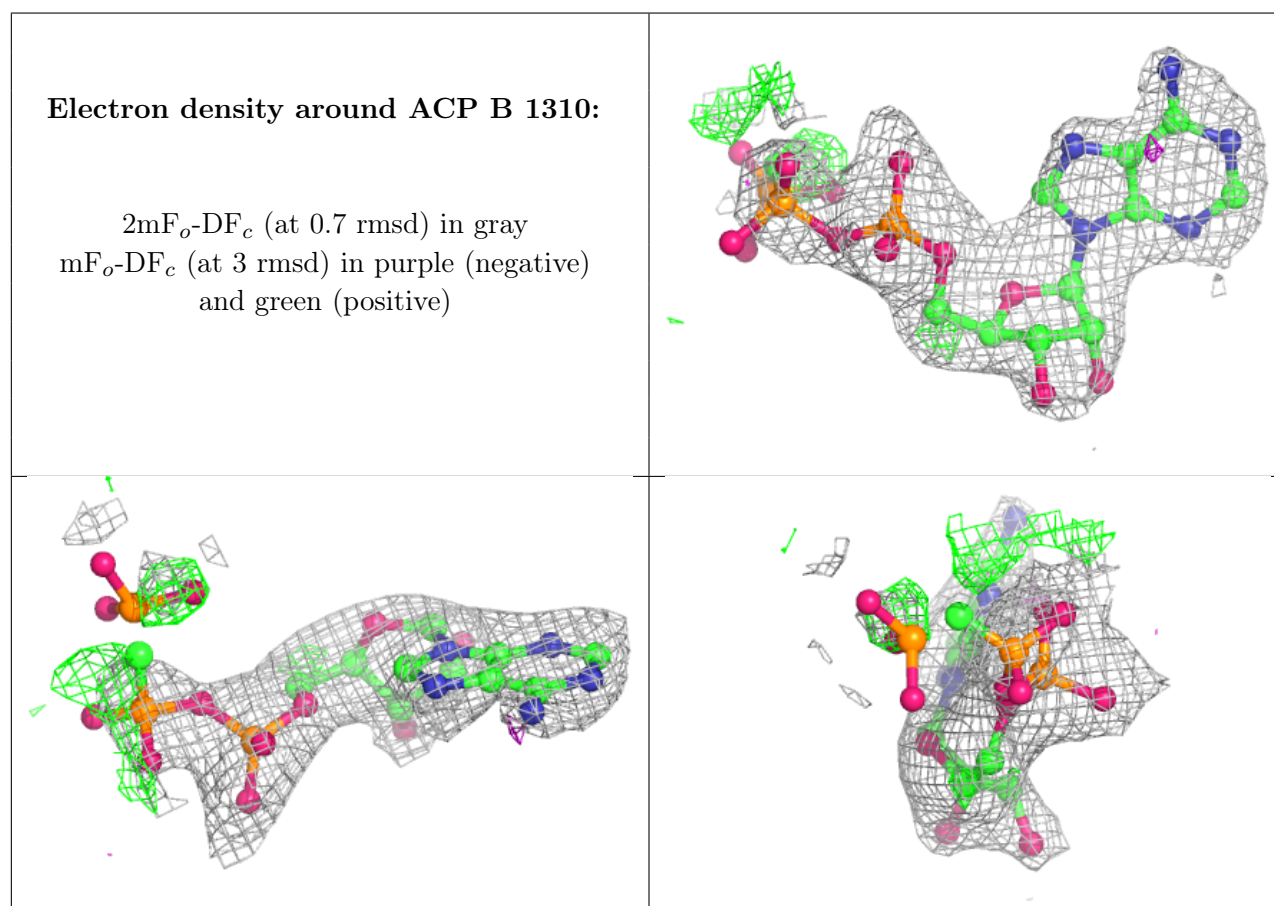 Electron density around ACP B 1310:
2mFₒ-DF𝒸 (at 0.7 rmsd) in gray
mFₒ-DF𝒸 (at 3 rmsd) in purple (negative)
and green (positive)